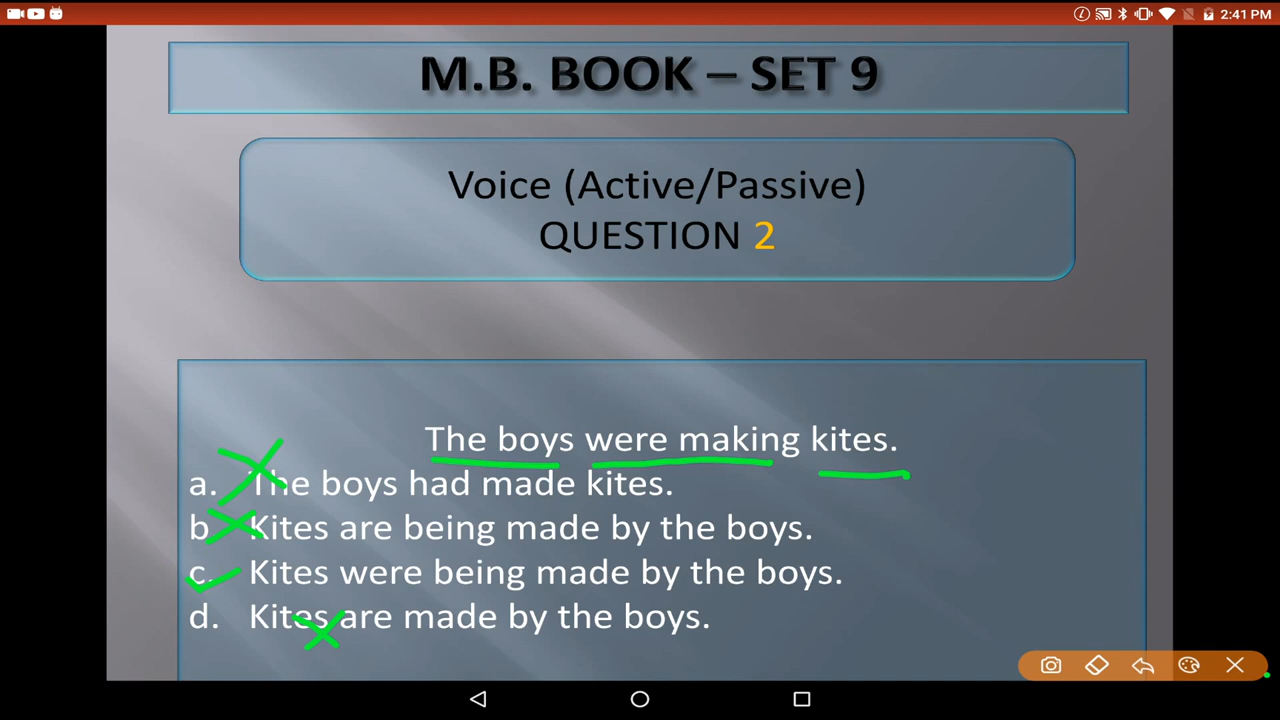 2:41 PM
M.B. BOOK – SET 9
Voice (Active/Passive)
QUESTION 2
The boys were making kites.
a. The boys had made kites.
b. Kites are being made by the boys.
c. Kites were being made by the boys.
d. Kites are made by the boys.